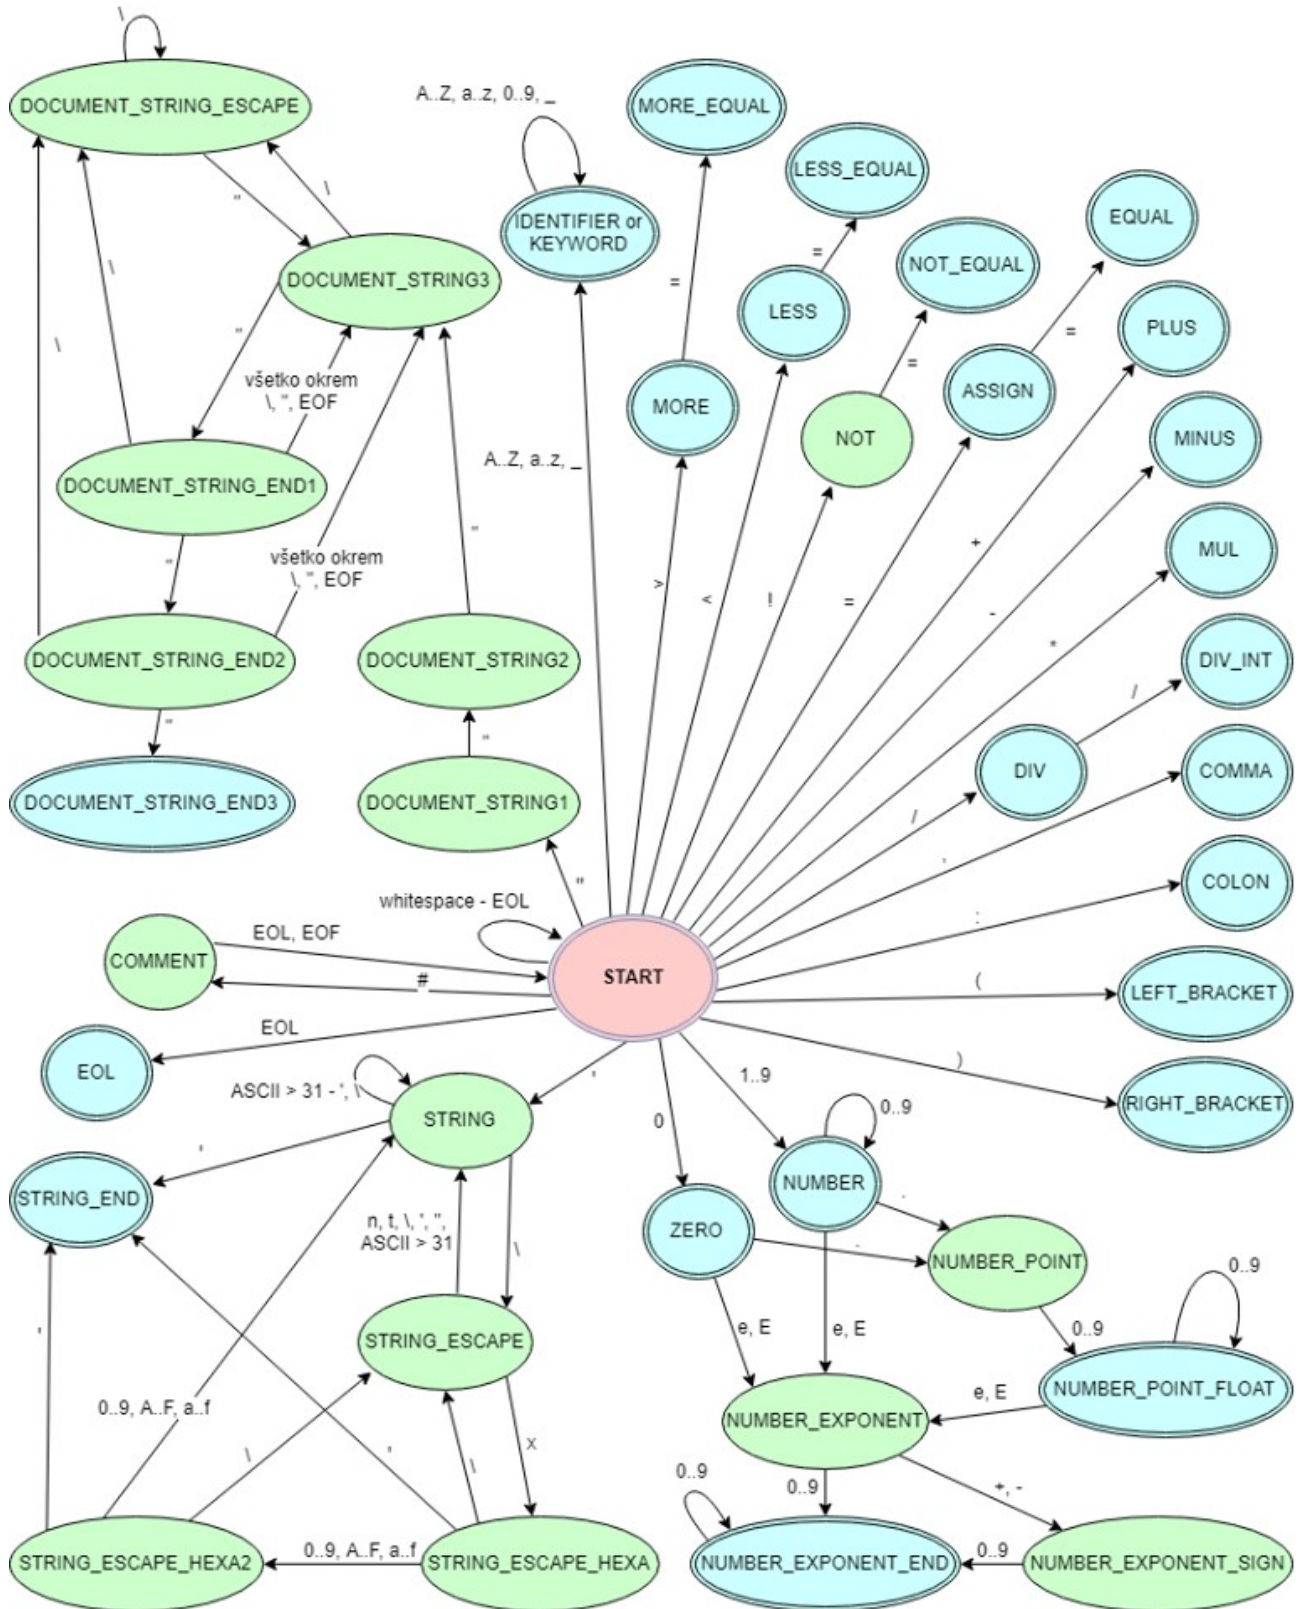 \
DOCUMENT_STRING_ESCAPE
A..Z, a..z, 0..9, _
MORE_EQUAL
LESS_EQUAL
EQUAL
IDENTIFIER or
KEYWORD
"
\
DOCUMENT_STRING3
=
=
NOT_EQUAL
LESS
PLUS
\
\
"
=
=
všetko okrem
\, ", EOF
MORE
NOT
ASSIGN
MINUS
A..Z, a..z, _
DOCUMENT_STRING_END1
"
"
všetko okrem
\, ", EOF
>
<
!
=
+
-
*
MUL
DOCUMENT_STRING_END2
DOCUMENT_STRING2
DIV_INT
/
"
"
DIV
COMMA
DOCUMENT_STRING_END3
DOCUMENT_STRING1
/
,
"
whitespace - EOL
COLON
:
EOL, EOF
COMMENT
#
START
(
LEFT_BRACKET
EOL
EOL
)
RIGHT_BRACKET
ASCII > 31 - ', \
STRING
'
0
1..9
0..9
'
STRING_END
NUMBER
.
n, t, \, ', ",
ASCII > 31
\
ZERO
.
NUMBER_POINT
0..9
'
STRING_ESCAPE
e, E
e, E
0..9
0..9, A..F, a..f
\
'
\
x
e, E
NUMBER_POINT_FLOAT
NUMBER_EXPONENT
0..9
0..9
+, -
STRING_ESCAPE_HEXA2
0..9, A..F, a..f
STRING_ESCAPE_HEXA
NUMBER_EXPONENT_END
0..9
NUMBER_EXPONENT_SIGN